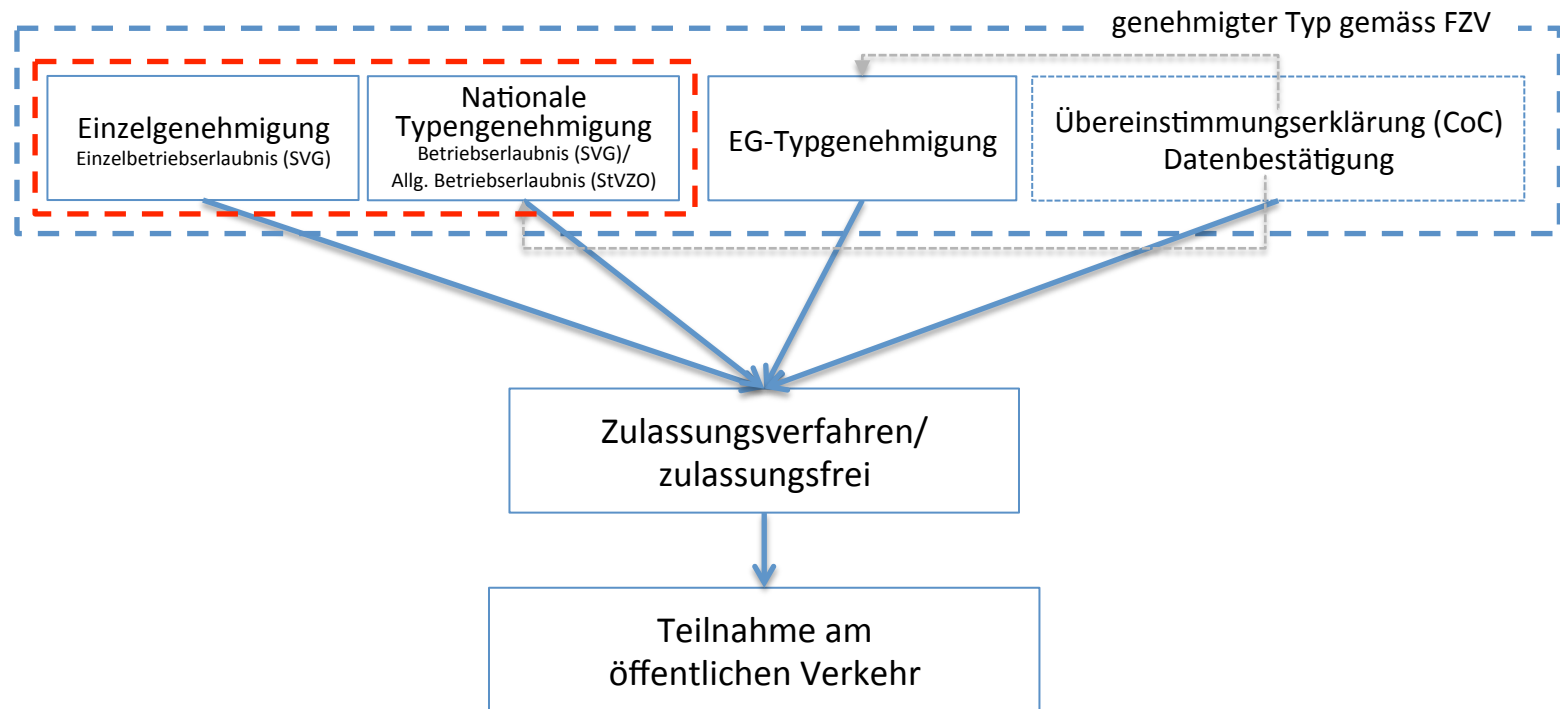 genehmigter Typ gemäss FZV
Einzelgenehmigung
Einzelbetriebserlaubnis (SVG)
Nationale
Typengenehmigung
Betriebserlaubnis (SVG)/
Allg. Betriebserlaubnis (StVZO)
EG-Typgenehmigung
Übereinstimmungserklärung (CoC)
Datenbestätigung
Zulassungsverfahren/
zulassungsfrei
Teilnahme am
öffentlichen Verkehr